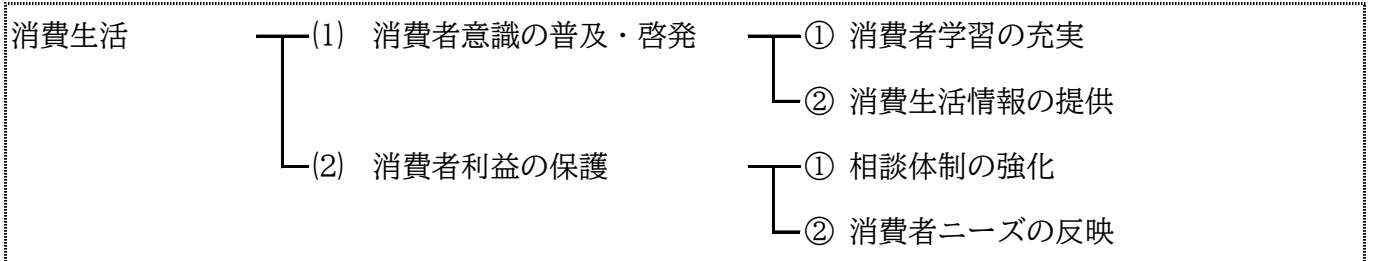 消費生活 ⑴ 消費者意識の普及・啓発 ① 消費者学習の充実
② 消費生活情報の提供
⑵ 消費者利益の保護 ① 相談体制の強化
② 消費者ニーズの反映